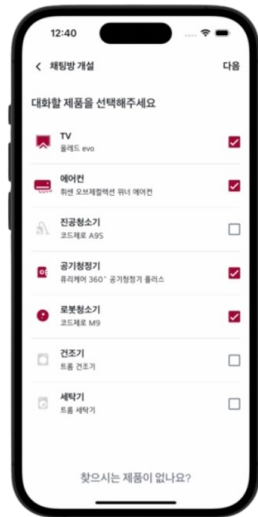 12:40
채팅방 개설
다음
대화할 제품을 선택해주세요
TV
올레드 evo
에어컨
휘센 오브제컬렉션 위너 에어컨
진공청소기
코드제로 A9S
공기청정기
퓨리케어 360° 공기청정기 플러스
로봇청소기
코드제로 M9
건조기
트롬 건조기
세탁기
트롬 세탁기
찾으시는 제품이 없나요?